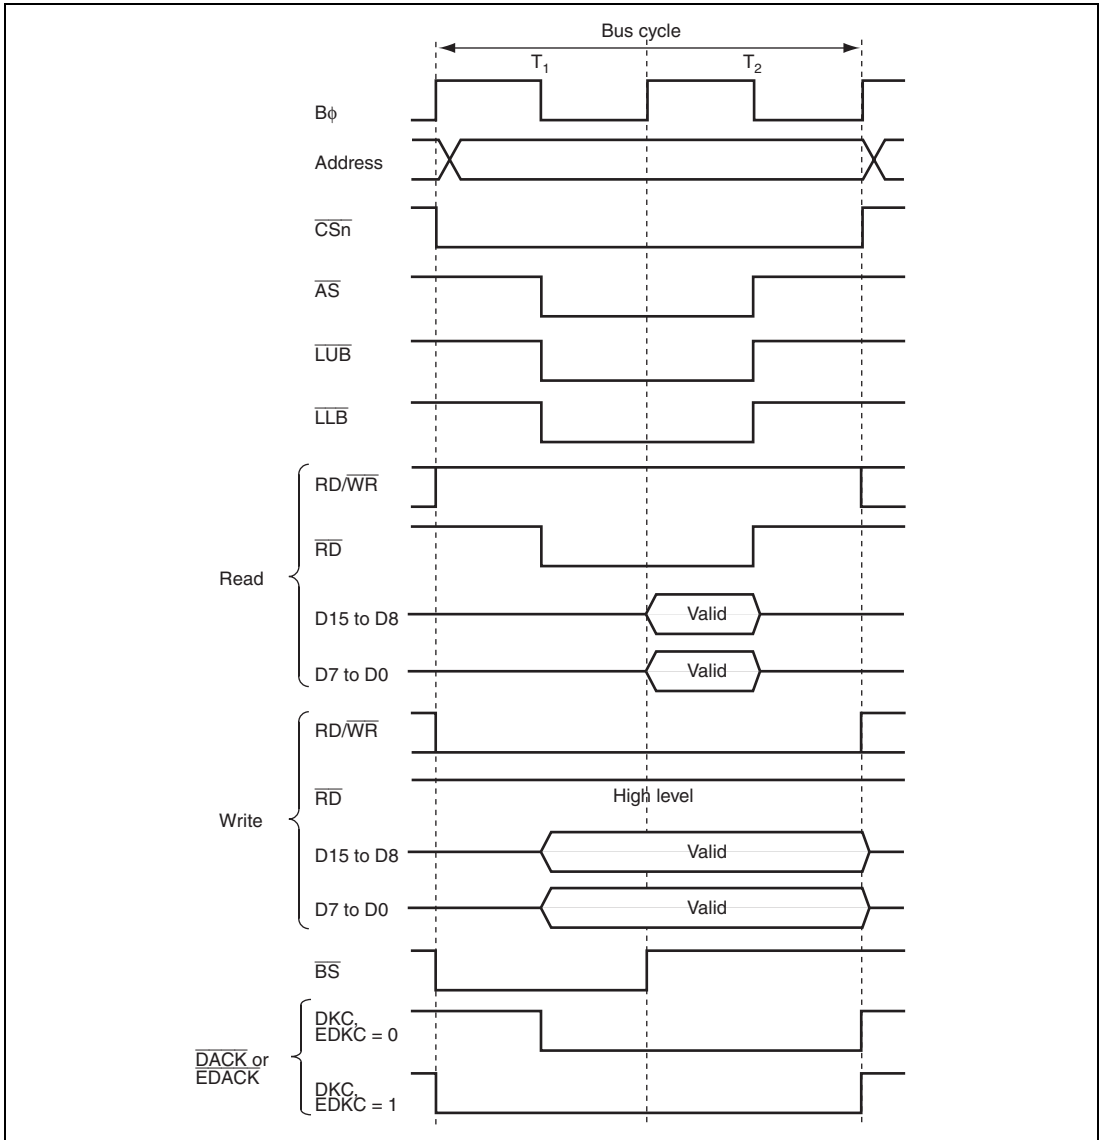 Bus cycle
T1 T2
Bφ
Address
CSn
AS
LUB
LLB
RD/WR
RD
Read
D15 to D8 Valid
D7 to D0 Valid
RD/WR
RD High level
Write
D15 to D8 Valid
D7 to D0 Valid
BS
DKC,
EDKC = 0
DACK or
EDACK
DKC,
EDKC = 1